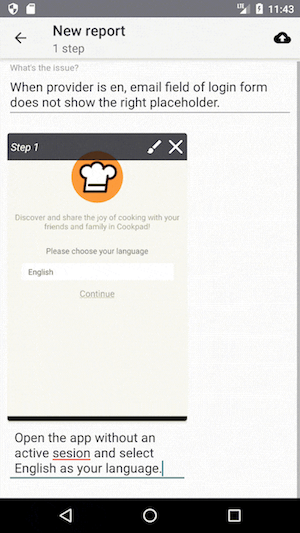 11:43
New report
1 step
What's the issue?
When provider is en, email field of login form
does not show the right placeholder.
Step 1
Discover and share the joy of cooking with your
friends and family in Cookpad!
Please choose your language
English
Continue
Open the app without an
active sesion and select
English as your language.